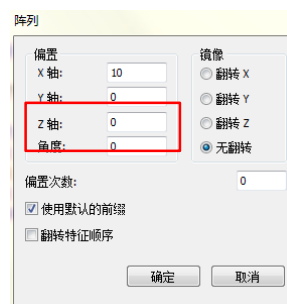 阵列
偏置
X 轴: 10
Y 轴: 0
Z 轴: 0
角度: 0
镜像
翻转 X
翻转 Y
翻转 Z
无翻转
偏置次数: 0
使用默认的前缀
翻转特征顺序
确定 取消